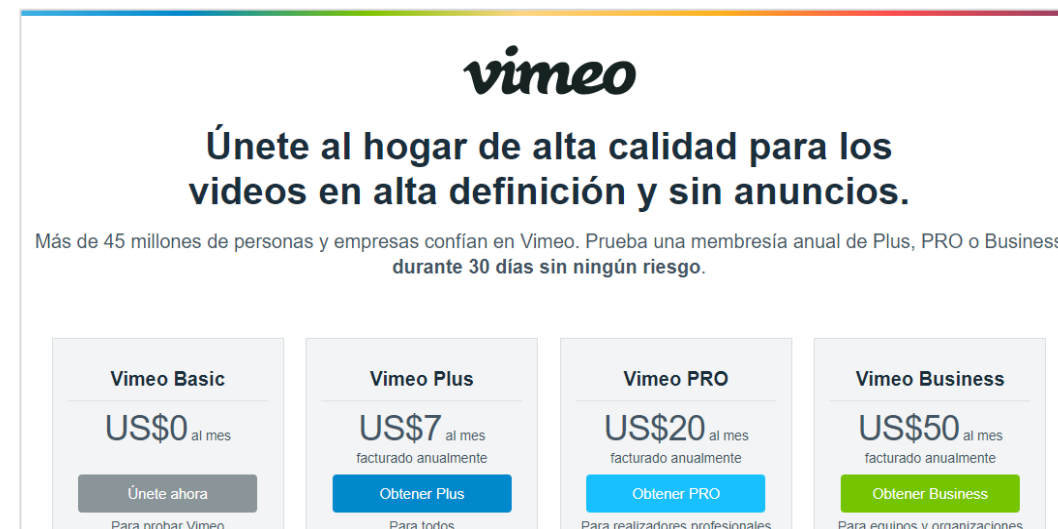 vimeo
Únete al hogar de alta calidad para los
videos en alta definición y sin anuncios.
Más de 45 millones de personas y empresas confían en Vimeo. Prueba una membresía anual de Plus, PRO o Business
durante 30 días sin ningún riesgo.
Vimeo Basic
US$0 al mes
Únete ahora
Para probar Vimeo
Vimeo Plus
US$7 al mes
facturado anualmente
Obtener Plus
Para todos
Vimeo PRO
US$20 al mes
facturado anualmente
Obtener PRO
Para realizadores profesionales
Vimeo Business
US$50 al mes
facturado anualmente
Obtener Business
Para equipos y organizaciones